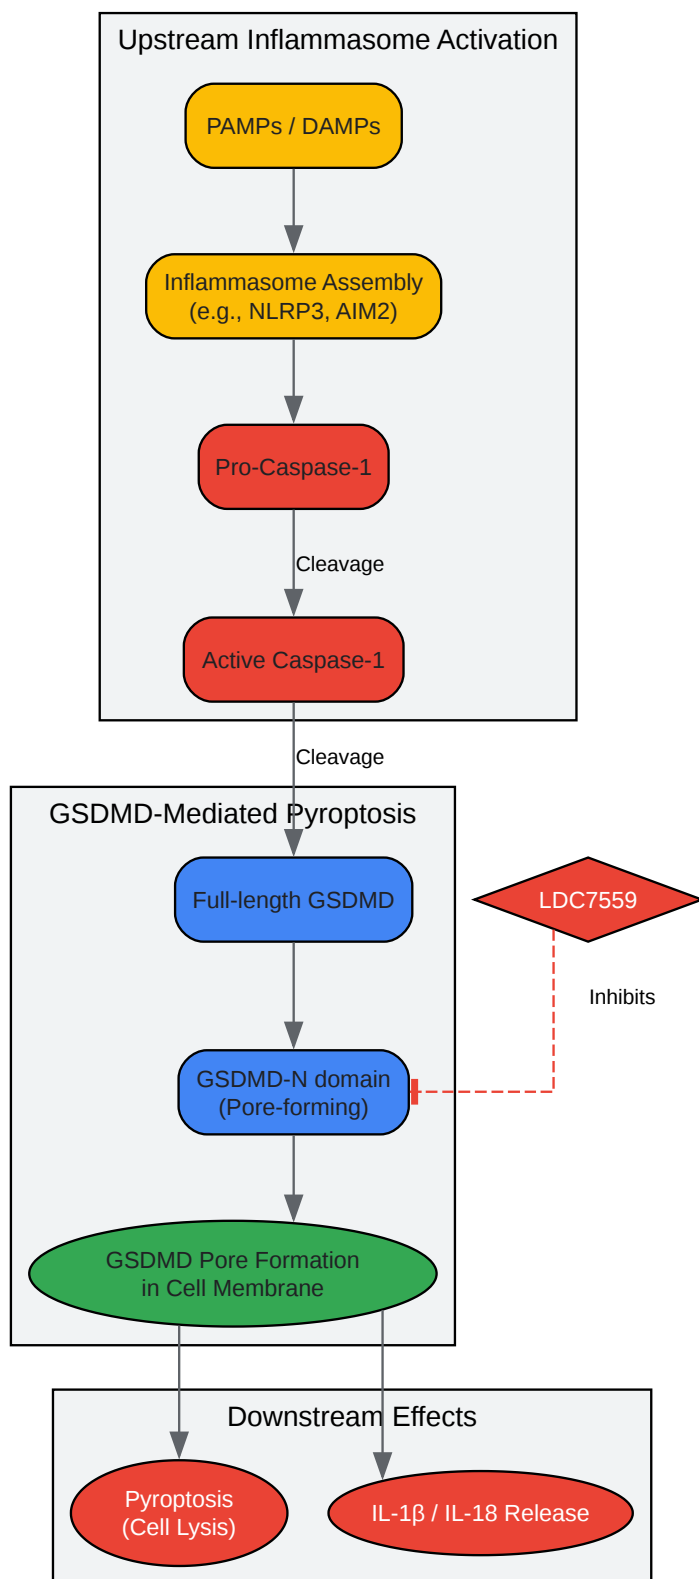 Upstream Inflammasome Activation
PAMPs / DAMPs
Inflammasome Assembly
(e.g., NLRP3, AIM2)
Pro-Caspase-1
Cleavage
Active Caspase-1
Cleavage
GSDMD-Mediated Pyroptosis
Full-length GSDMD
LDC7559
Inhibits
GSDMD-N domain
(Pore-forming)
GSDMD Pore Formation
in Cell Membrane
Downstream Effects
Pyroptosis
(Cell Lysis)
IL-1β / IL-18 Release